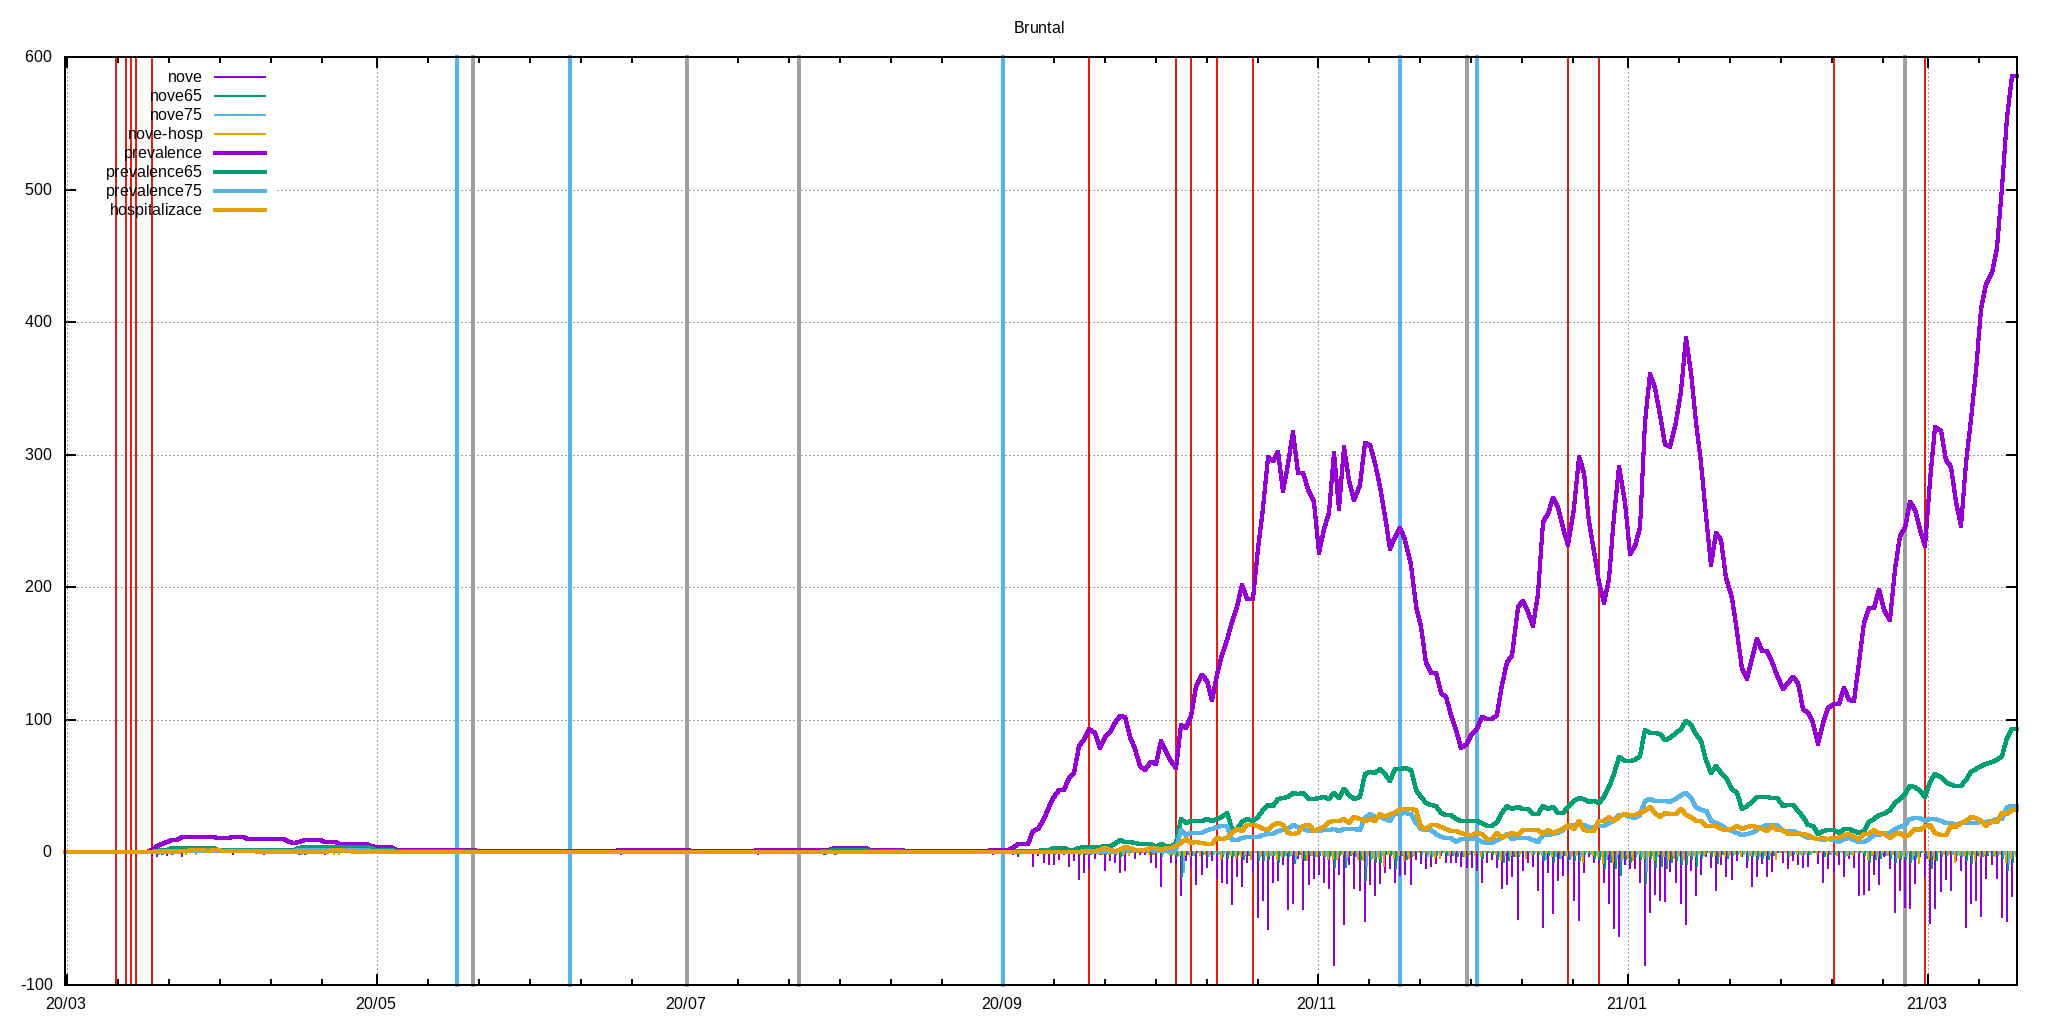 Bruntal
600
500
400
300
200
100
0
-100
nove
nove65
nove75
nove-hosp
prevalence
prevalence65
prevalence75
hospitalizace
20/03 20/05 20/07 20/09 20/11 21/01 21/03